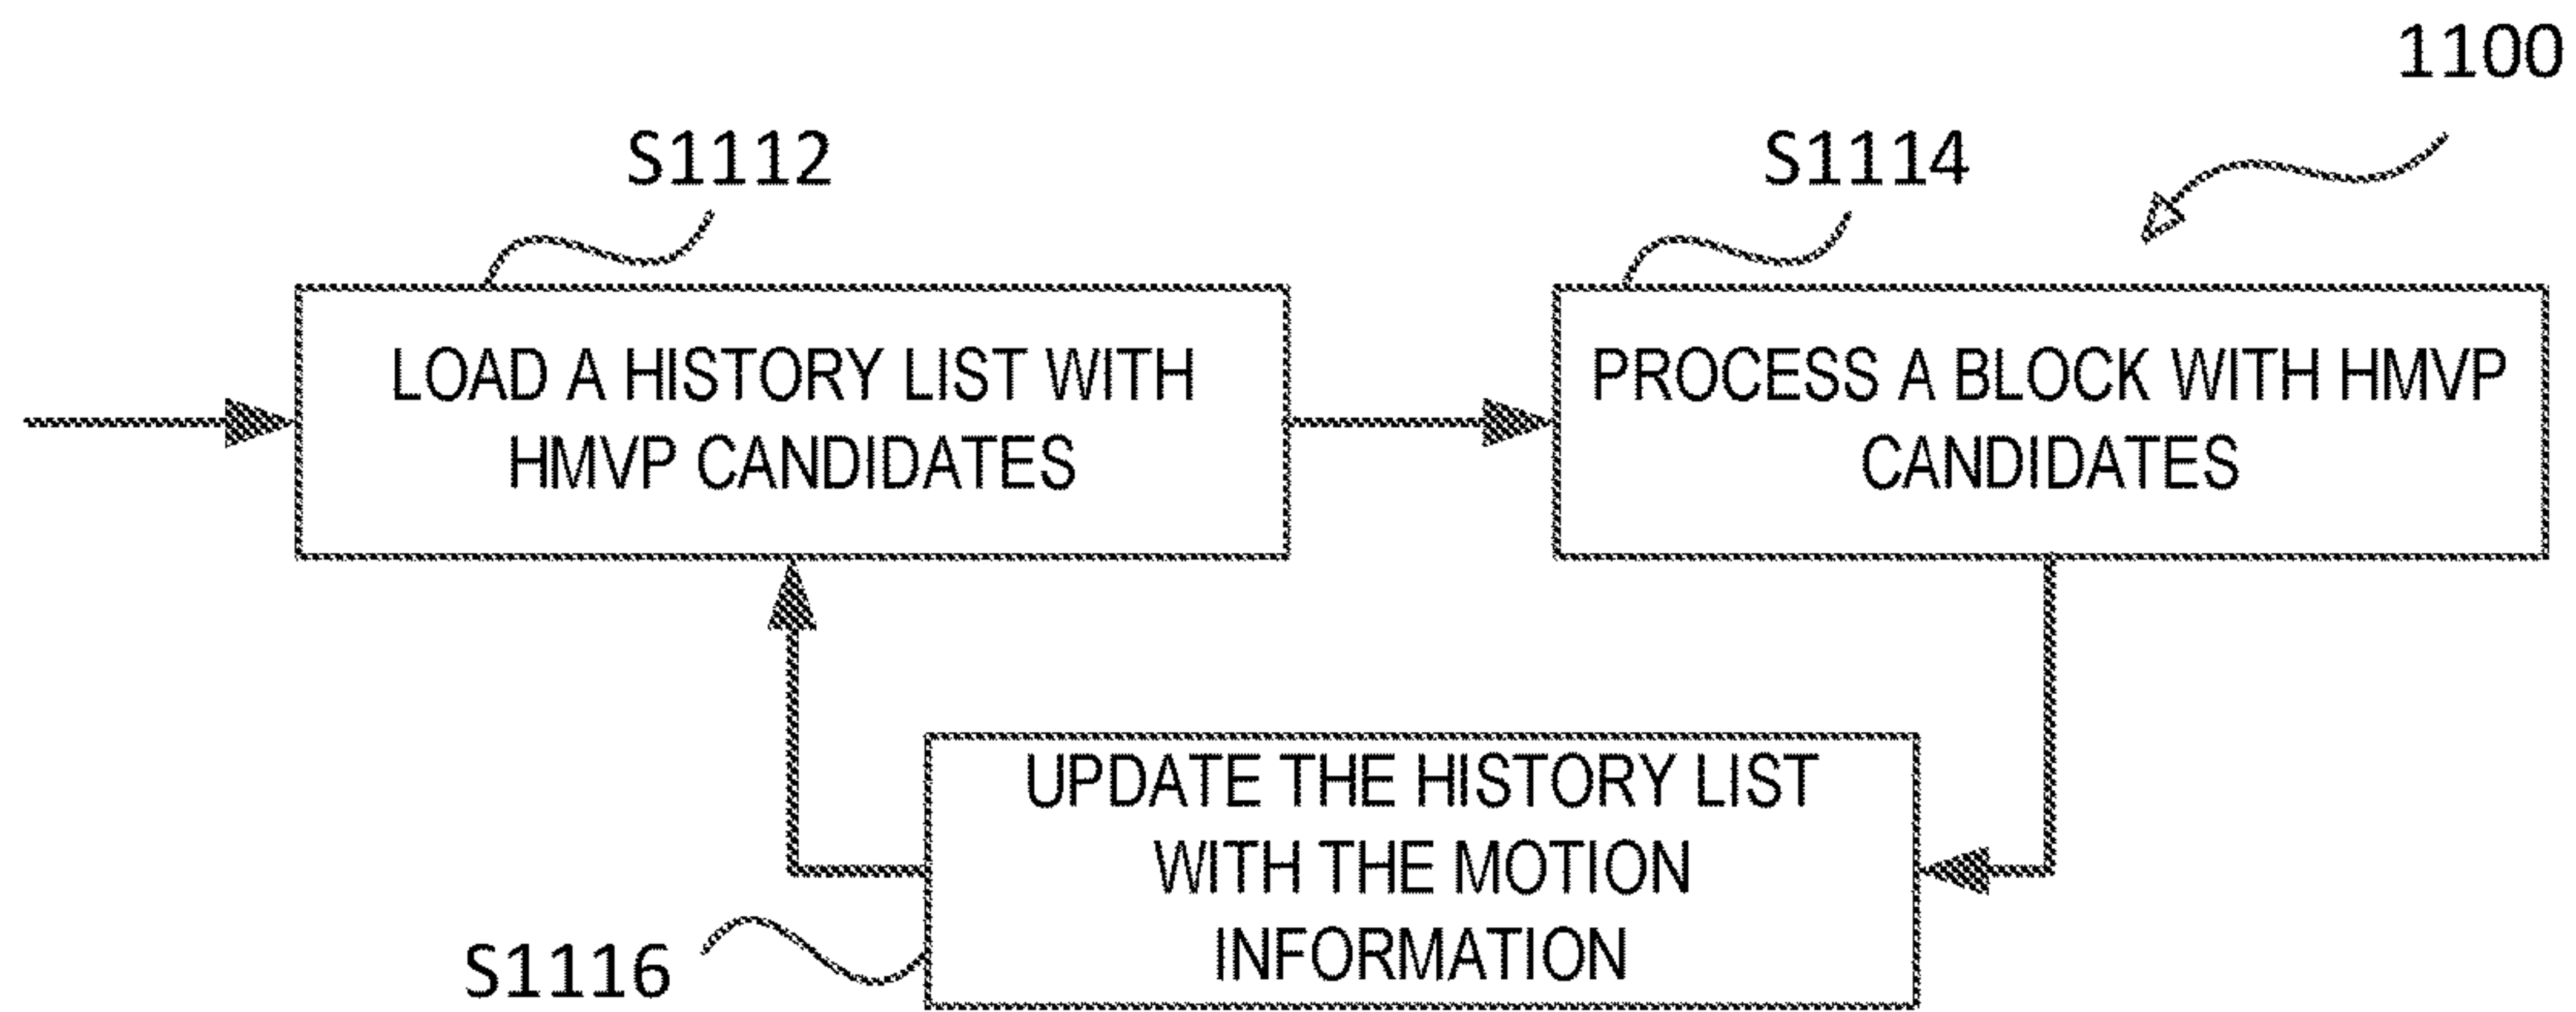 1100
S1112
S1114
LOAD A HISTORY LIST WITH
HMVP CANDIDATES
PROCESS A BLOCK WITH HMVP
CANDIDATES
UPDATE THE HISTORY LIST
WITH THE MOTION
INFORMATION
S1116